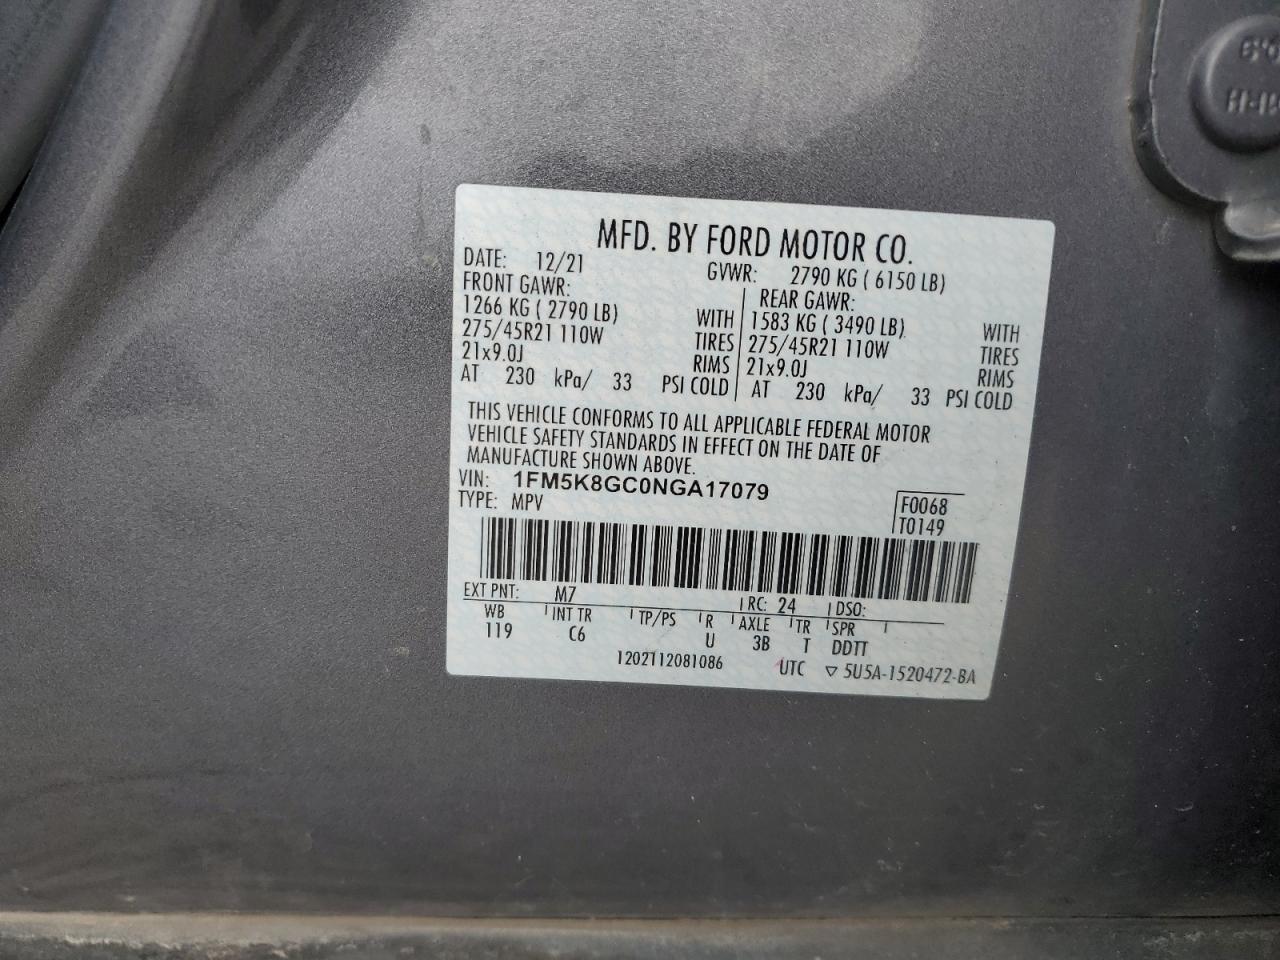 MFD. BY FORD MOTOR CO.
DATE: 12/21 GVWR: 2790 KG ( 6150 LB)
FRONT GAWR: REAR GAWR:
1266 KG ( 2790 LB) WITH 1583 KG ( 3490 LB) WITH
275/45R21 110W TIRES 275/45R21 110W TIRES
21x9.0J RIMS 21x9.0J RIMS
AT 230 kPa/ 33 PSI COLD AT 230 kPa/ 33 PSI COLD
THIS VEHICLE CONFORMS TO ALL APPLICABLE FEDERAL MOTOR
VEHICLE SAFETY STANDARDS IN EFFECT ON THE DATE OF
MANUFACTURE SHOWN ABOVE.
VIN: 1FM5K8GC0NGA17079
TYPE: MPV
F0068
T0149
EXT PNT: M7 RC: 24 DSO:
WB INT TR TP/PS R AXLE TR SPR
119 C6 U 3B T DDTT
1202112081086 UTC ▽ 5U5A-1520472-BA